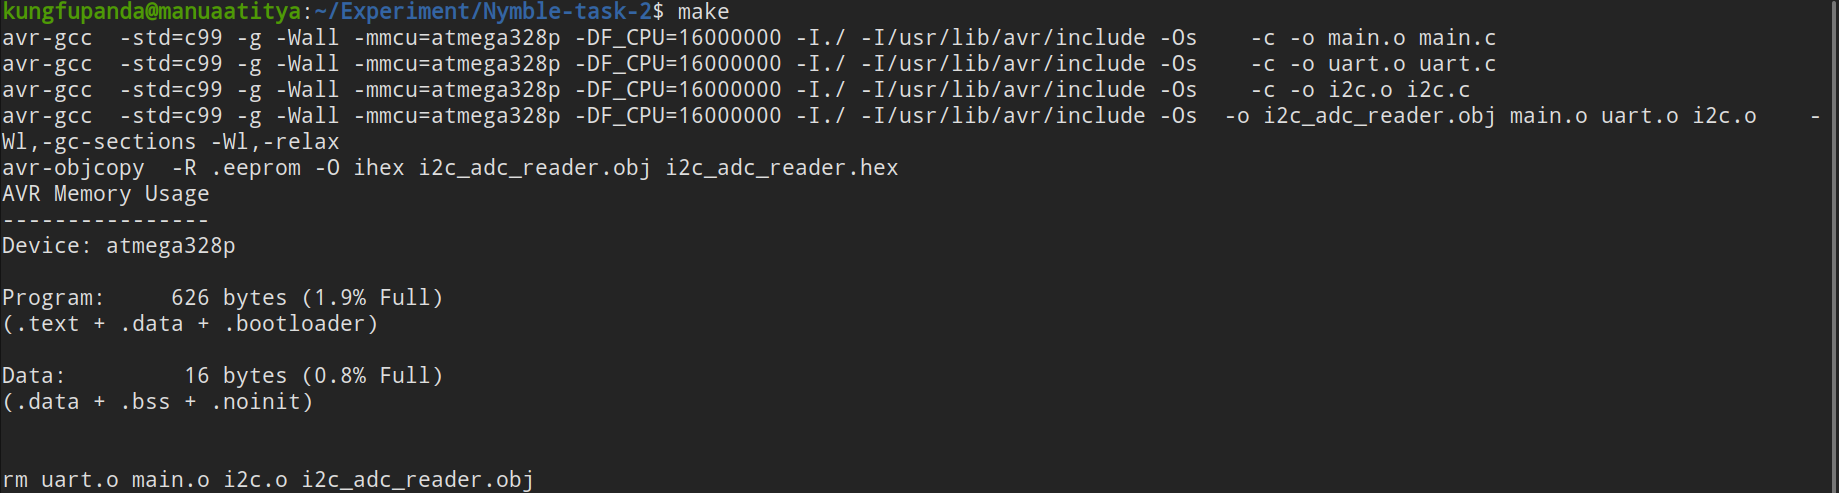 kungfupanda@manuaatitya:~/Experiment/Nymble-task-2$ make
avr-gcc  -std=c99 -g -Wall -mmcu=atmega328p -DF_CPU=16000000 -I./ -I/usr/lib/avr/include -Os    -c -o main.o main.c
avr-gcc  -std=c99 -g -Wall -mmcu=atmega328p -DF_CPU=16000000 -I./ -I/usr/lib/avr/include -Os    -c -o uart.o uart.c
avr-gcc  -std=c99 -g -Wall -mmcu=atmega328p -DF_CPU=16000000 -I./ -I/usr/lib/avr/include -Os    -c -o i2c.o i2c.c
avr-gcc  -std=c99 -g -Wall -mmcu=atmega328p -DF_CPU=16000000 -I./ -I/usr/lib/avr/include -Os  -o i2c_adc_reader.obj main.o uart.o i2c.o    -
Wl,-gc-sections -Wl,-relax
avr-objcopy  -R .eeprom -O ihex i2c_adc_reader.obj i2c_adc_reader.hex
AVR Memory Usage
----------------
Device: atmega328p

Program:     626 bytes (1.9% Full)
(.text + .data + .bootloader)

Data:         16 bytes (0.8% Full)
(.data + .bss + .noinit)


rm uart.o main.o i2c.o i2c_adc_reader.obj